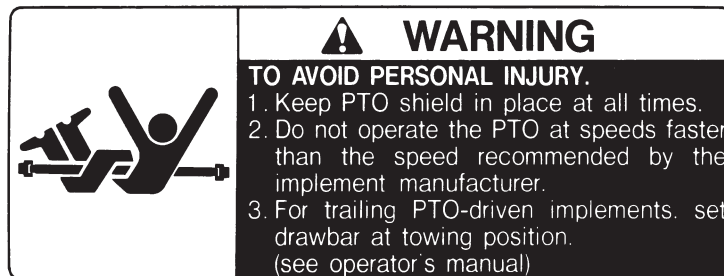 WARNING
TO AVOID PERSONAL INJURY.
1. Keep PTO shield in place at all times.
2. Do not operate the PTO at speeds faster
than the speed recommended by the
implement manufacturer.
3. For trailing PTO-driven implements. set
drawbar at towing position.
(see operator's manual)